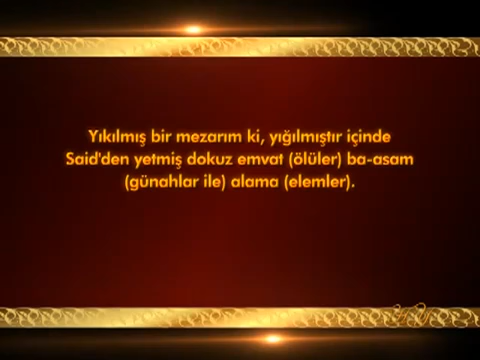 Yıkılmış bir mezarım ki, yığılmıştır içinde
Said'den yetmiş dokuz emvat (ölüler) ba-asam
(günahlar ile) alama (elemler).